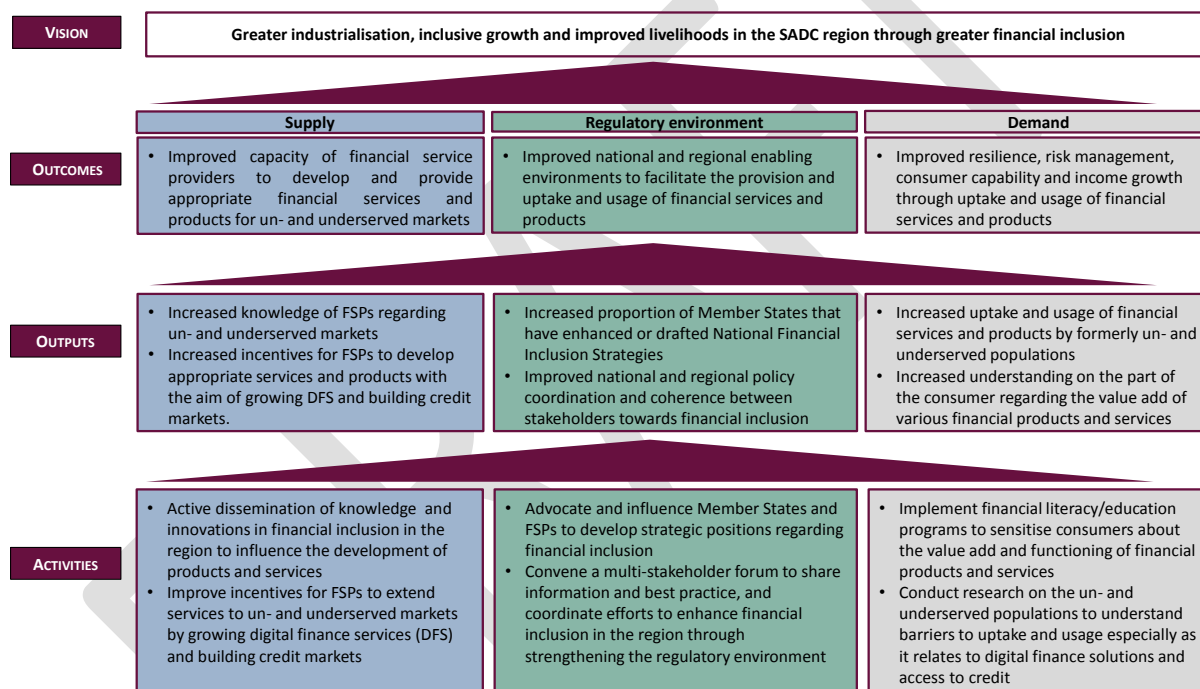 VISION
Greater industrialisation, inclusive growth and improved livelihoods in the SADC region through greater financial inclusion
Supply
Regulatory environment
Demand
OUTCOMES
• Improved capacity of financial service
providers to develop and provide
appropriate financial services and
products for un- and underserved markets
• Improved national and regional enabling
environments to facilitate the provision and
uptake and usage of financial services and
products
• Improved resilience, risk management,
consumer capability and income growth
through uptake and usage of financial
services and products
OUTPUTS
• Increased knowledge of FSPs regarding
un- and underserved markets
• Increased incentives for FSPs to develop
appropriate services and products with
the aim of growing DFS and building credit
markets.
• Increased proportion of Member States that
have enhanced or drafted National Financial
Inclusion Strategies
• Improved national and regional policy
coordination and coherence between
stakeholders towards financial inclusion
• Increased uptake and usage of financial
services and products by formerly un- and
underserved populations
• Increased understanding on the part of
the consumer regarding the value add of
various financial products and services
ACTIVITIES
• Active dissemination of knowledge and
innovations in financial inclusion in the
region to influence the development of
products and services
• Improve incentives for FSPs to extend
services to un- and underserved markets
by growing digital finance services (DFS)
and building credit markets
• Advocate and influence Member States and
FSPs to develop strategic positions regarding
financial inclusion
• Convene a multi-stakeholder forum to share
information and best practice, and
coordinate efforts to enhance financial
inclusion in the region through
strengthening the regulatory environment
• Implement financial literacy/education
programs to sensitise consumers about
the value add and functioning of financial
products and services
• Conduct research on the un- and
underserved populations to understand
barriers to uptake and usage especially as
it relates to digital finance solutions and
access to credit